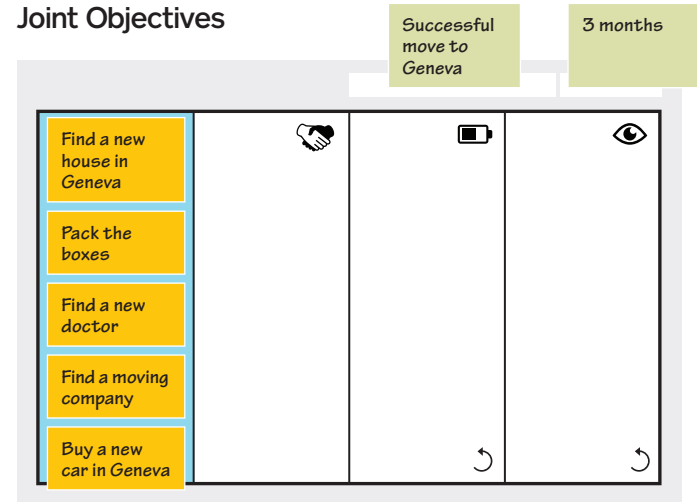 Joint Objectives
Successful
move to
Geneva
3 months
Find a new
house in
Geneva
Pack the
boxes
Find a new
doctor
Find a moving
company
Buy a new
car in Geneva